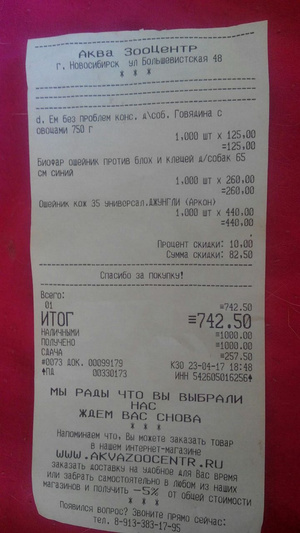 Аква ЗооЦентр
г. Новосибирск ул Большевистская 48
* * *
d. Ем без проблем конс. д\соб. Говядина с
овощами 750 г
1.000 шт x 125.00
=125.00
Биофар ошейник против блох и клещей д/собак 65
см синий
1.000 шт x 260.00
=260.00
Ошейник кож 35 универсал.ДЖУНГЛИ (Аркон)
1.000 шт x 440.00
=440.00
Процент скидки: 10.00
Сумма скидки: 82.50
Спасибо за покупку!
Всего:
01 =742.50
ИТОГ =742.50
НАЛИЧНЫМИ =1000.00
ПОЛУЧЕНО =1000.00
СДАЧА =257.50
#0073 ДОК. 00099179 К30 23-04-17 18:48
ПД 00330173 ИНН 542605016256
МЫ РАДЫ ЧТО ВЫ ВЫБРАЛИ
НАС
ЖДЕМ ВАС СНОВА
* * *
Напоминаем что, Вы можете заказать товар
в нашем интернет-магазине
WWW.AKVAZOOCENTR.RU
заказать доставку на удобное для Вас время
или забрать самостоятельно в любом из наших
магазинов и получить -5% от общей стоимости
* * *
Появился вопрос? Звоните прямо сейчас:
тел. 8-913-383-17-95